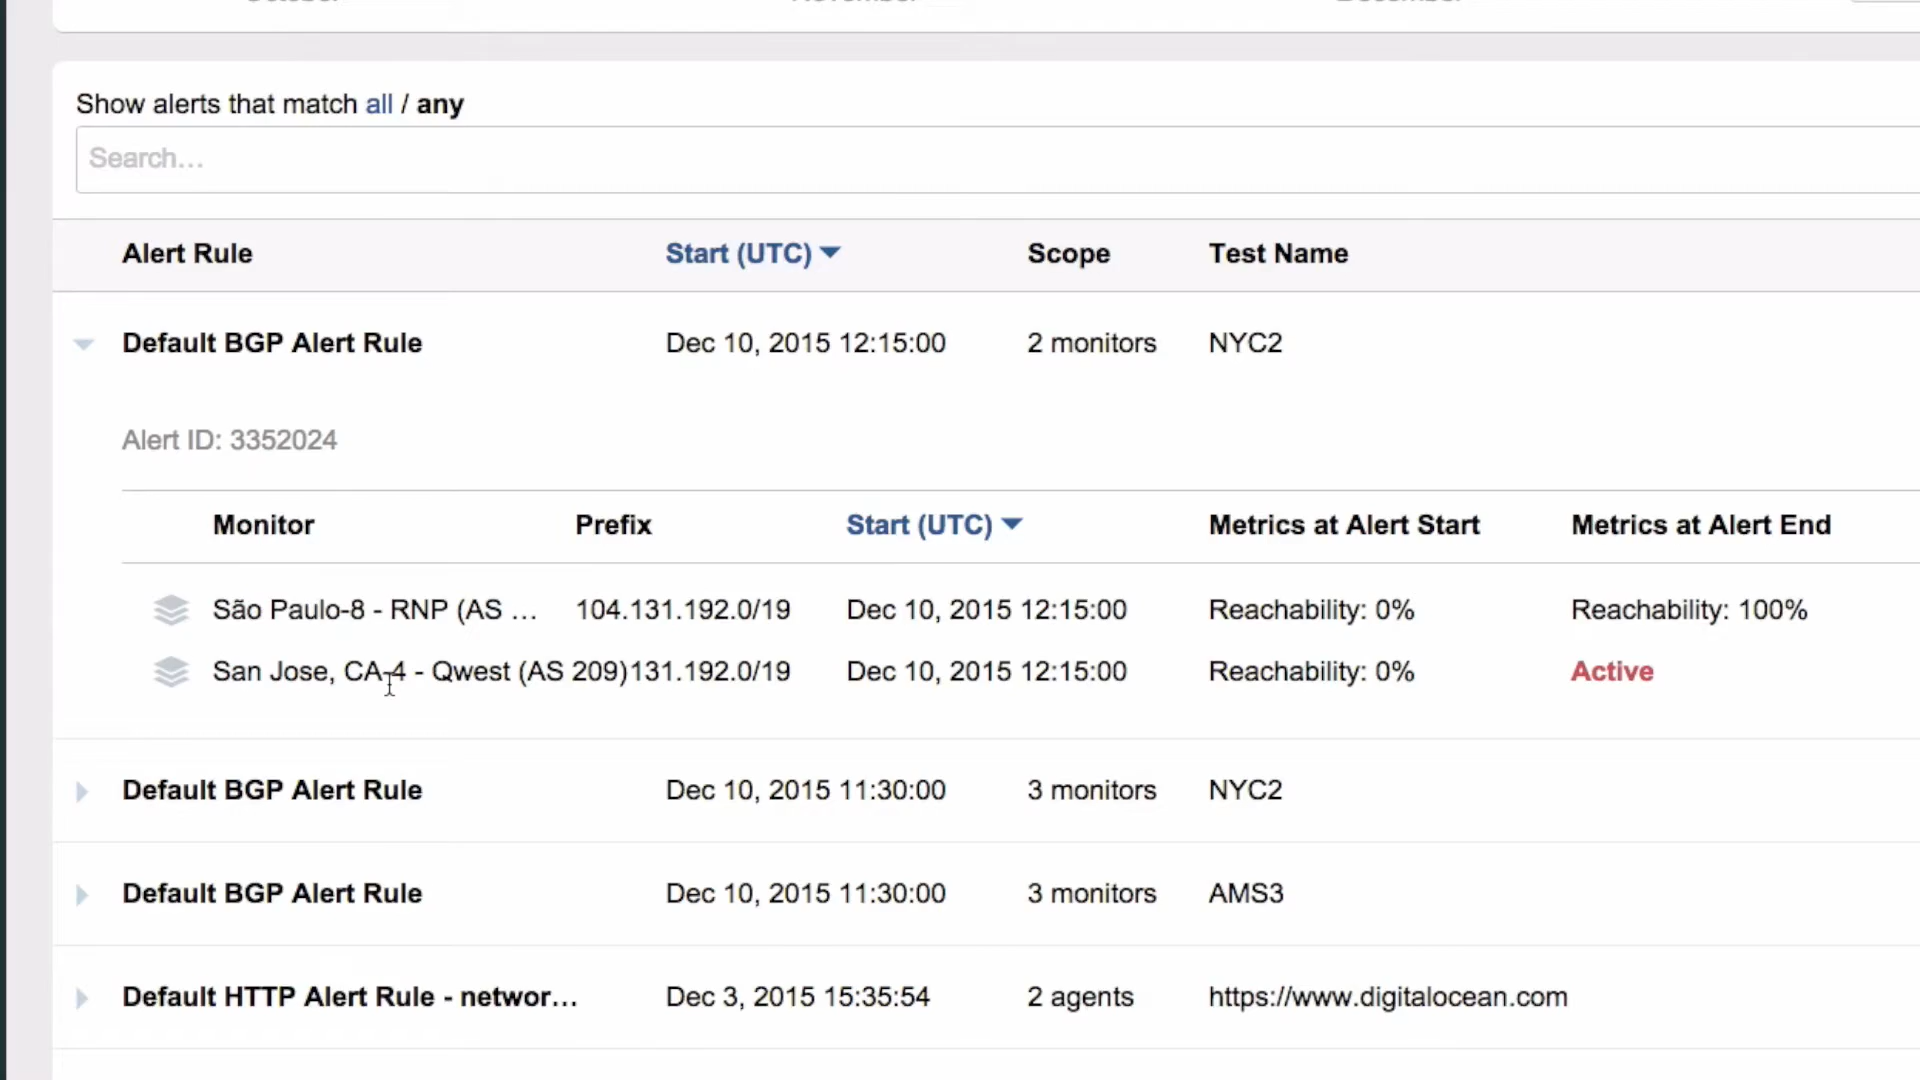 Show alerts that match all / any
Search...
Alert Rule Start (UTC) Scope Test Name
Default BGP Alert Rule Dec 10, 2015 12:15:00 2 monitors NYC2
Alert ID: 3352024
Monitor Prefix Start (UTC) Metrics at Alert Start Metrics at Alert End
São Paulo-8 - RNP (AS ... 104.131.192.0/19 Dec 10, 2015 12:15:00 Reachability: 0% Reachability: 100%
San Jose, CA-4 - Qwest (AS 209)131.192.0/19 Dec 10, 2015 12:15:00 Reachability: 0% Active
Default BGP Alert Rule Dec 10, 2015 11:30:00 3 monitors NYC2
Default BGP Alert Rule Dec 10, 2015 11:30:00 3 monitors AMS3
Default HTTP Alert Rule - networ... Dec 3, 2015 15:35:54 2 agents https://www.digitalocean.com